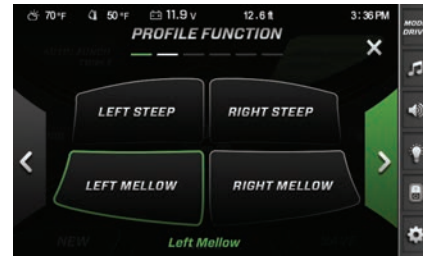 70°F 50°F 11.9 V 12.6 ft 3:36 PM
PROFILE FUNCTION
LEFT STEEP RIGHT STEEP
LEFT MELLOW RIGHT MELLOW
NEW Left Mellow